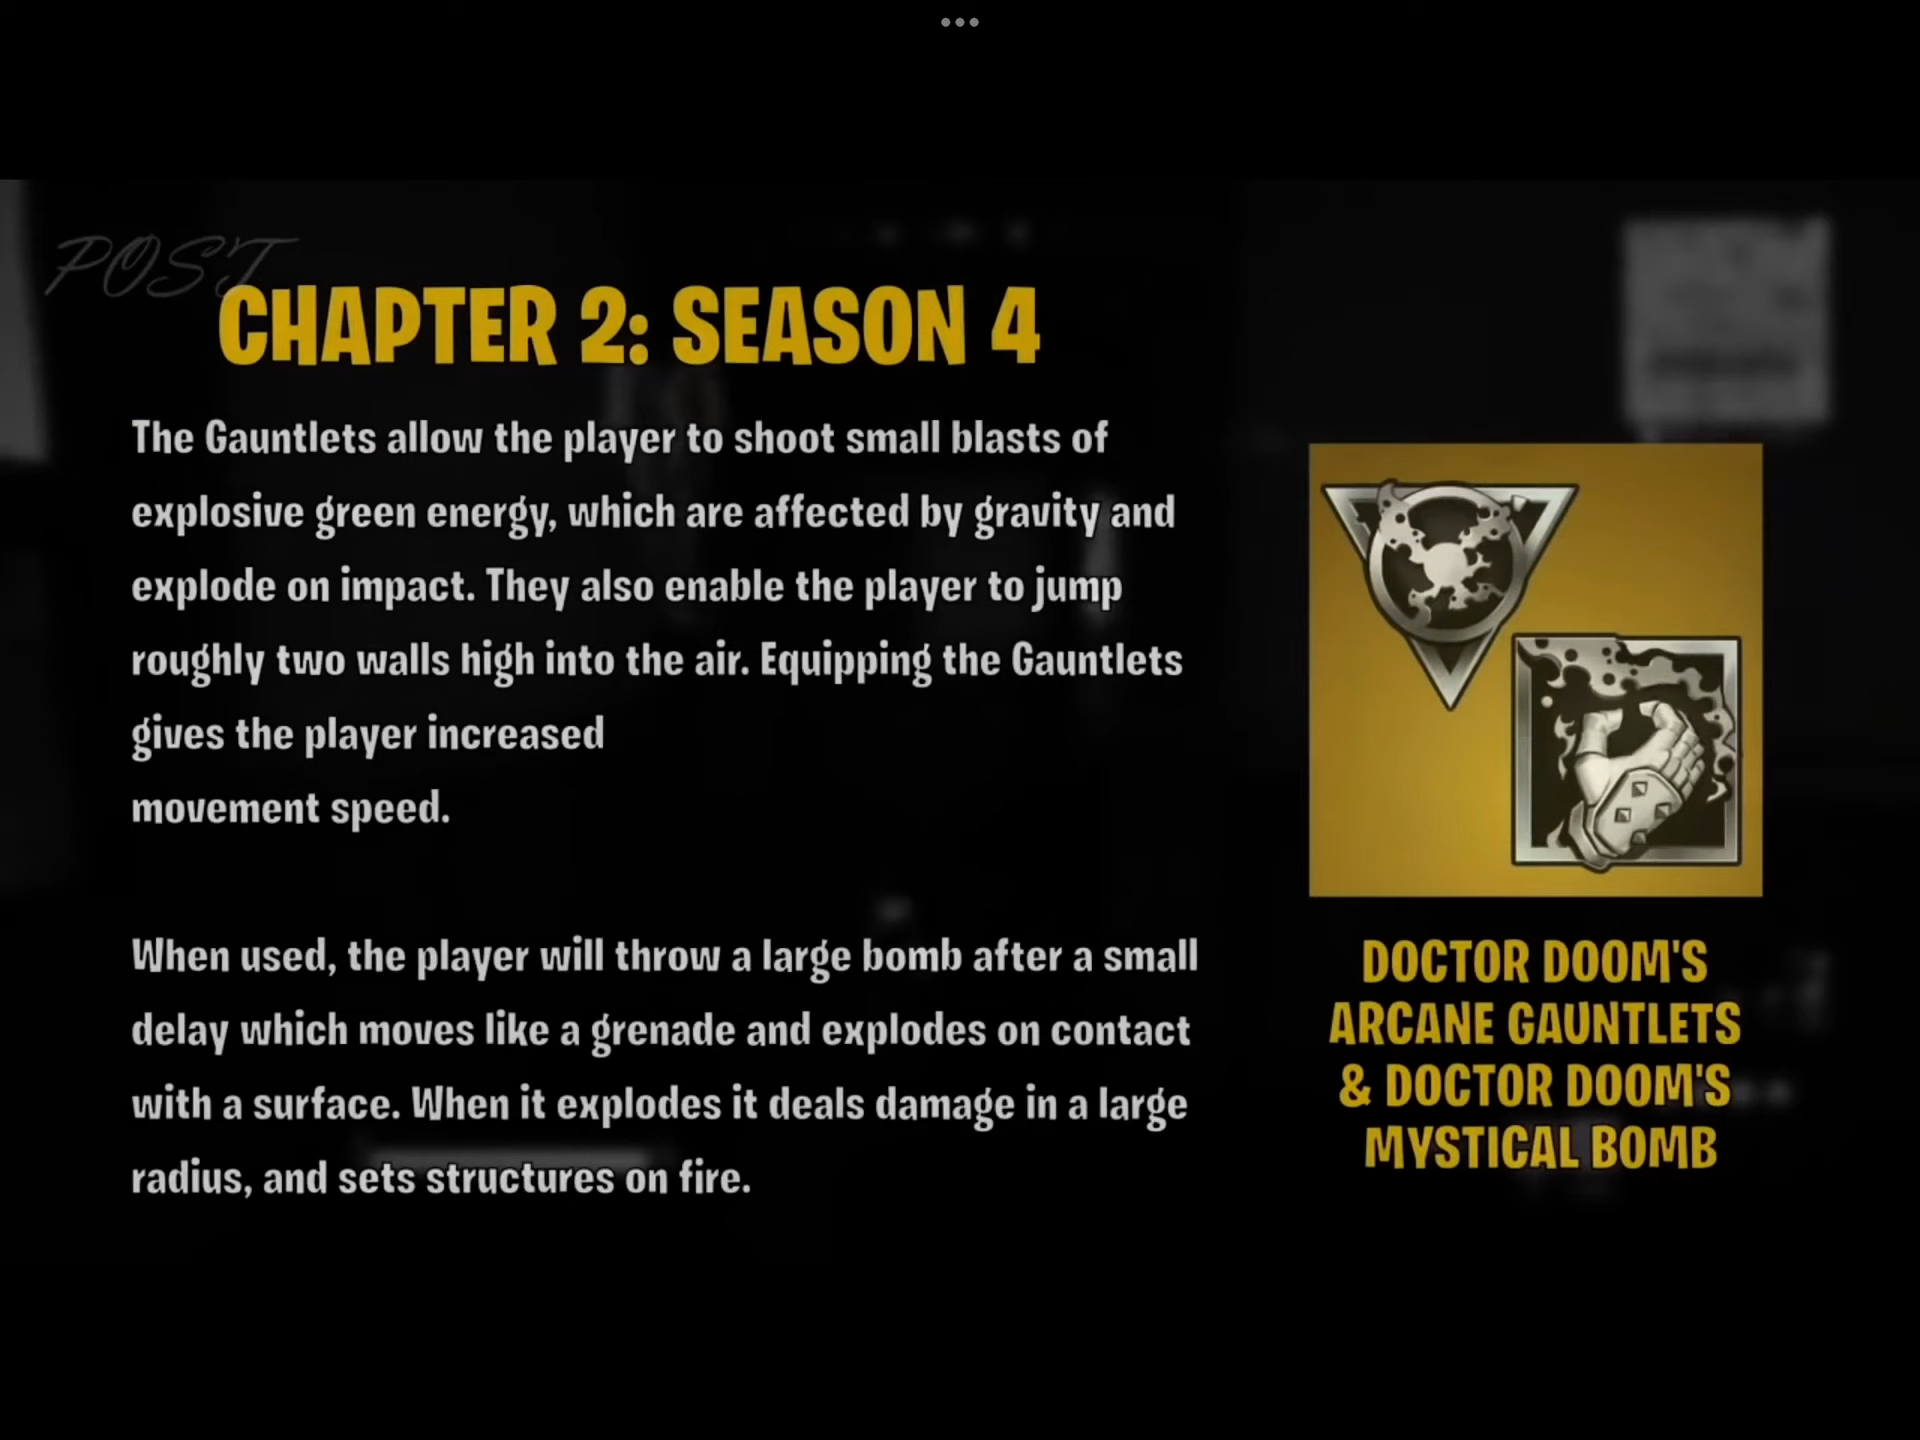 POST
CHAPTER 2: SEASON 4
The Gauntlets allow the player to shoot small blasts of
explosive green energy, which are affected by gravity and
explode on impact. They also enable the player to jump
roughly two walls high into the air. Equipping the Gauntlets
gives the player increased
movement speed.
When used, the player will throw a large bomb after a small
delay which moves like a grenade and explodes on contact
with a surface. When it explodes it deals damage in a large
radius, and sets structures on fire.
DOCTOR DOOM'S
ARCANE GAUNTLETS
& DOCTOR DOOM'S
MYSTICAL BOMB